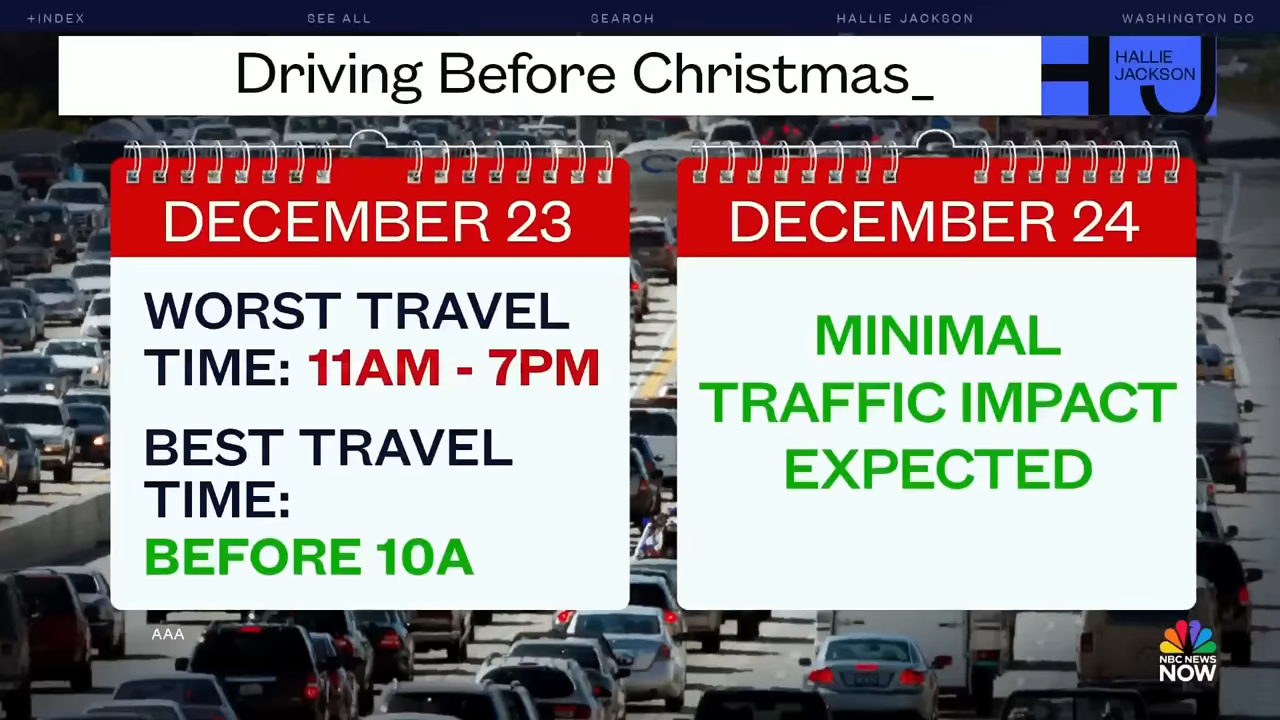 +INDEX
SEE ALL
SEARCH
HALLIE JACKSON
WASHINGTON DC
Driving Before Christmas_
HALLIE
JACKSON
DECEMBER 23
WORST TRAVEL
TIME: 11AM - 7PM
BEST TRAVEL
TIME:
BEFORE 10A
DECEMBER 24
MINIMAL
TRAFFIC IMPACT
EXPECTED
AAA
NBC NEWS
NOW